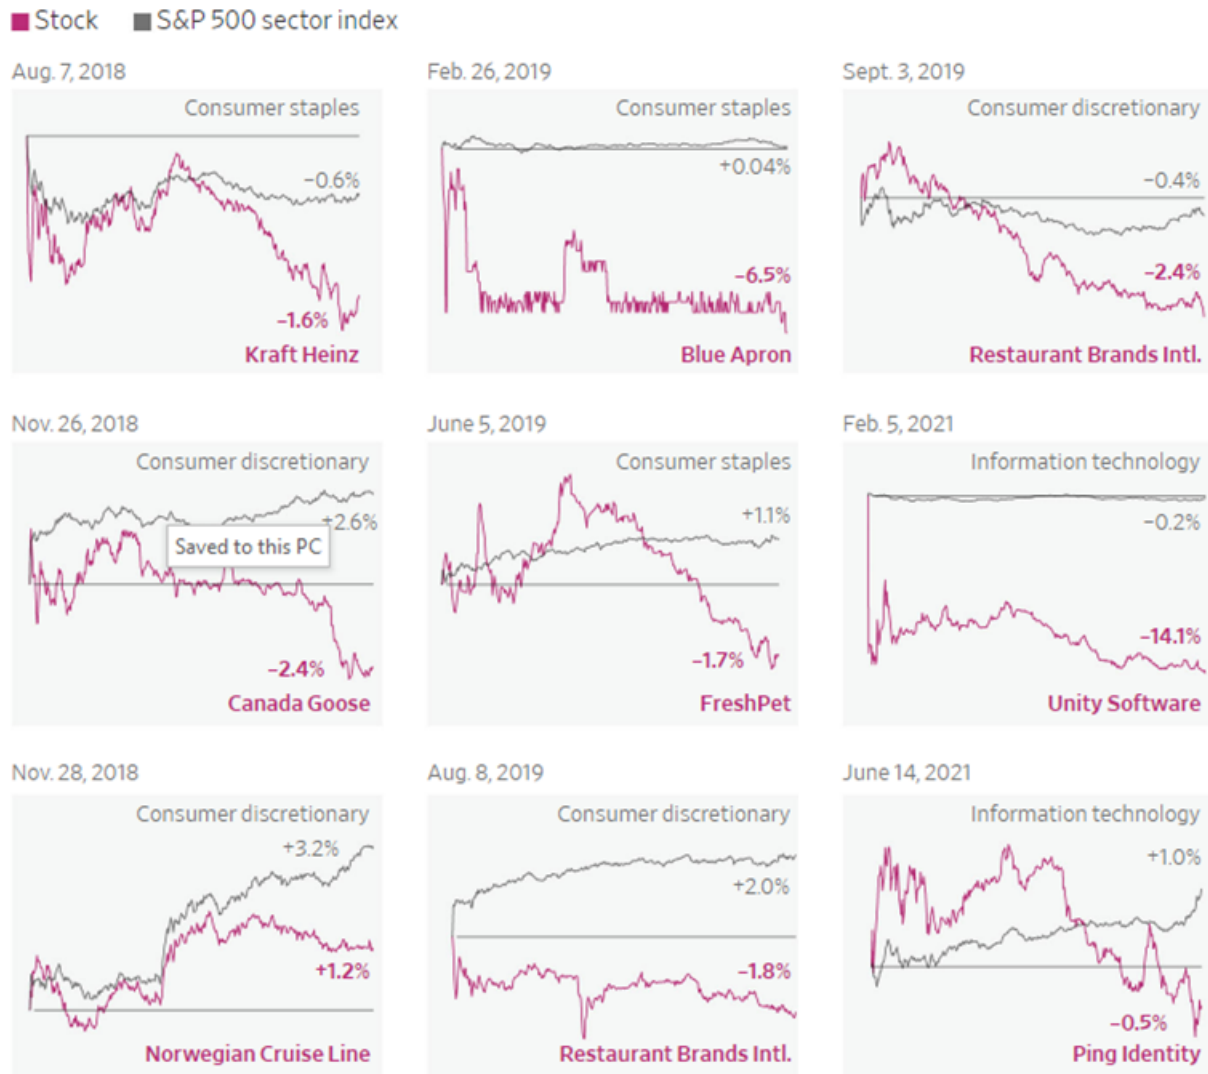 Stock S&P 500 sector index
Aug. 7, 2018
Consumer staples
−0.6%
−1.6%
Kraft Heinz
Feb. 26, 2019
Consumer staples
+0.04%
−6.5%
Blue Apron
Sept. 3, 2019
Consumer discretionary
−0.4%
−2.4%
Restaurant Brands Intl.
Nov. 26, 2018
Consumer discretionary
+2.6%
Saved to this PC
−2.4%
Canada Goose
June 5, 2019
Consumer staples
+1.1%
−1.7%
FreshPet
Feb. 5, 2021
Information technology
−0.2%
−14.1%
Unity Software
Nov. 28, 2018
Consumer discretionary
+3.2%
+1.2%
Norwegian Cruise Line
Aug. 8, 2019
Consumer discretionary
+2.0%
−1.8%
Restaurant Brands Intl.
June 14, 2021
Information technology
+1.0%
−0.5%
Ping Identity